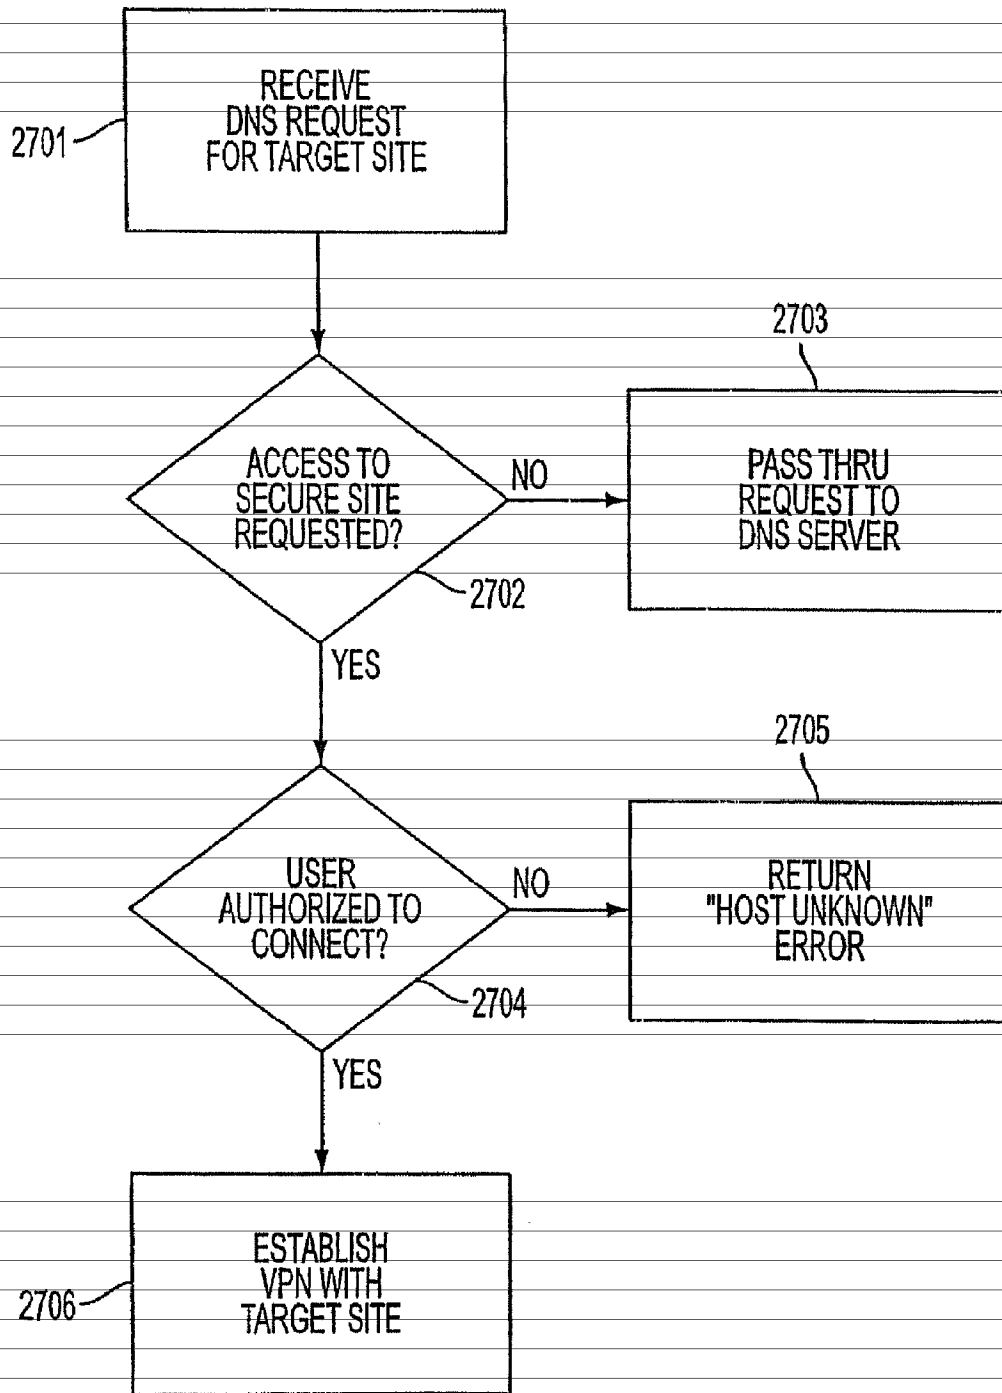 RECEIVE
DNS REQUEST
FOR TARGET SITE
2701
2703
ACCESS TO
SECURE SITE
REQUESTED?
NO
PASS THRU
REQUEST TO
DNS SERVER
2702
YES
2705
USER
AUTHORIZED TO
CONNECT?
NO
RETURN
"HOST UNKNOWN"
ERROR
2704
YES
ESTABLISH
VPN WITH
TARGET SITE
2706